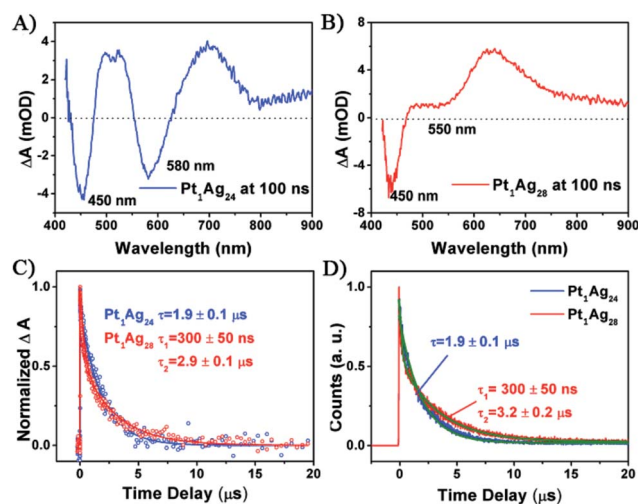 A)
4
2
0
-2
-4
ΔA (mOD)
450 nm
580 nm
Pt1Ag24 at 100 ns
400 500 600 700 800 900
Wavelength (nm)
B)
8
4
0
-4
-8
ΔA (mOD)
550 nm
450 nm
Pt1Ag28 at 100 ns
400 500 600 700 800 900
Wavelength (nm)
C)
1.0
0.5
0.0
Normalized Δ A
Pt1Ag24 τ=1.9 ± 0.1 μs
Pt1Ag28 τ1=300 ± 50 ns
τ2=2.9 ± 0.1 μs
0 5 10 15 20
Time Delay (μs)
D)
1.0
0.5
0.0
Counts (a. u.)
Pt1Ag24
Pt1Ag28
τ=1.9 ± 0.1 μs
τ1= 300 ± 50 ns
τ2=3.2 ± 0.2 μs
0 5 10 15 20
Time Delay (μs)